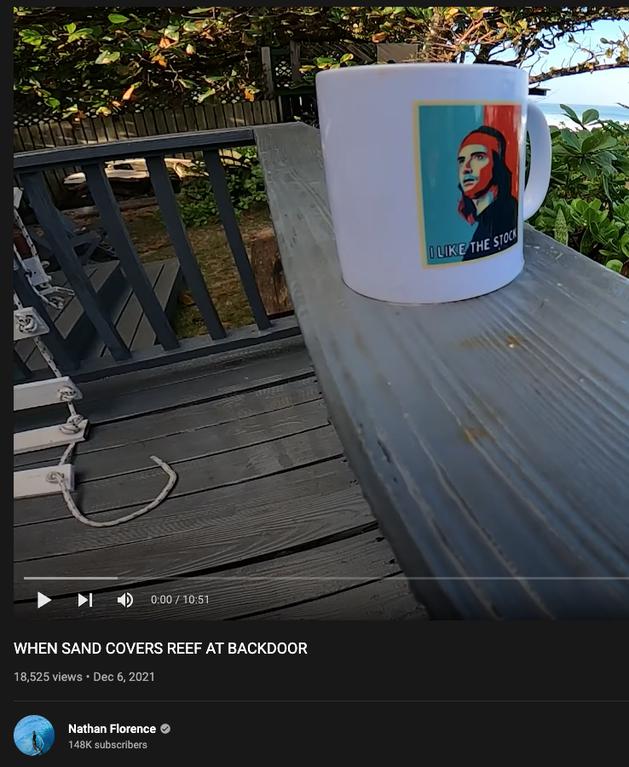 I LIKE THE STOCK
0:00 / 10:51
WHEN SAND COVERS REEF AT BACKDOOR
18,525 views • Dec 6, 2021
Nathan Florence
148K subscribers